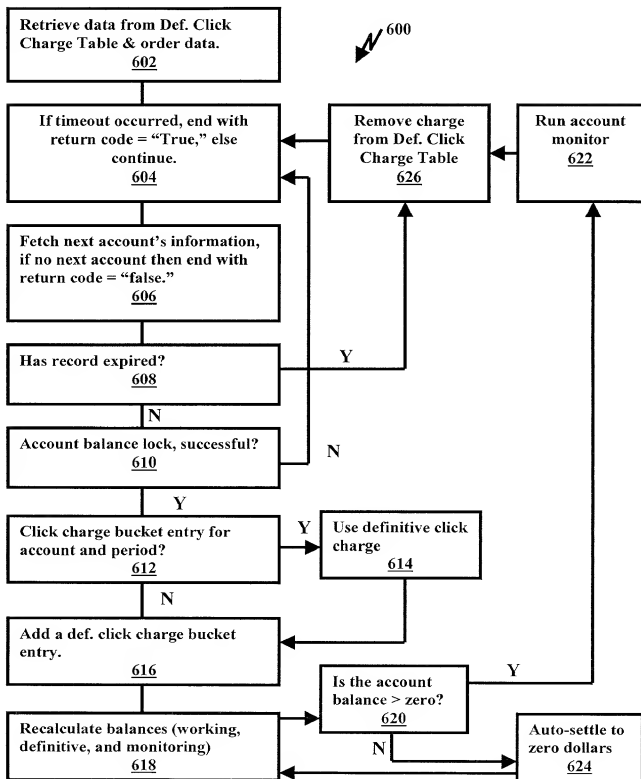 Retrieve data from Def. Click
Charge Table & order data.
602
600
If timeout occurred, end with
return code = “True,” else
continue.
604
Remove charge
from Def. Click
Charge Table
626
Run account
monitor
622
Fetch next account’s information,
if no next account then end with
return code = “false.”
606
Has record expired?
608
Y
N
Account balance lock, successful?
610
N
Y
Click charge bucket entry for
account and period?
612
Y
Use definitive click
charge
614
N
Add a def. click charge bucket
entry.
616
Is the account
balance > zero?
620
Y
N
Recalculate balances (working,
definitive, and monitoring)
618
Auto-settle to
zero dollars
624